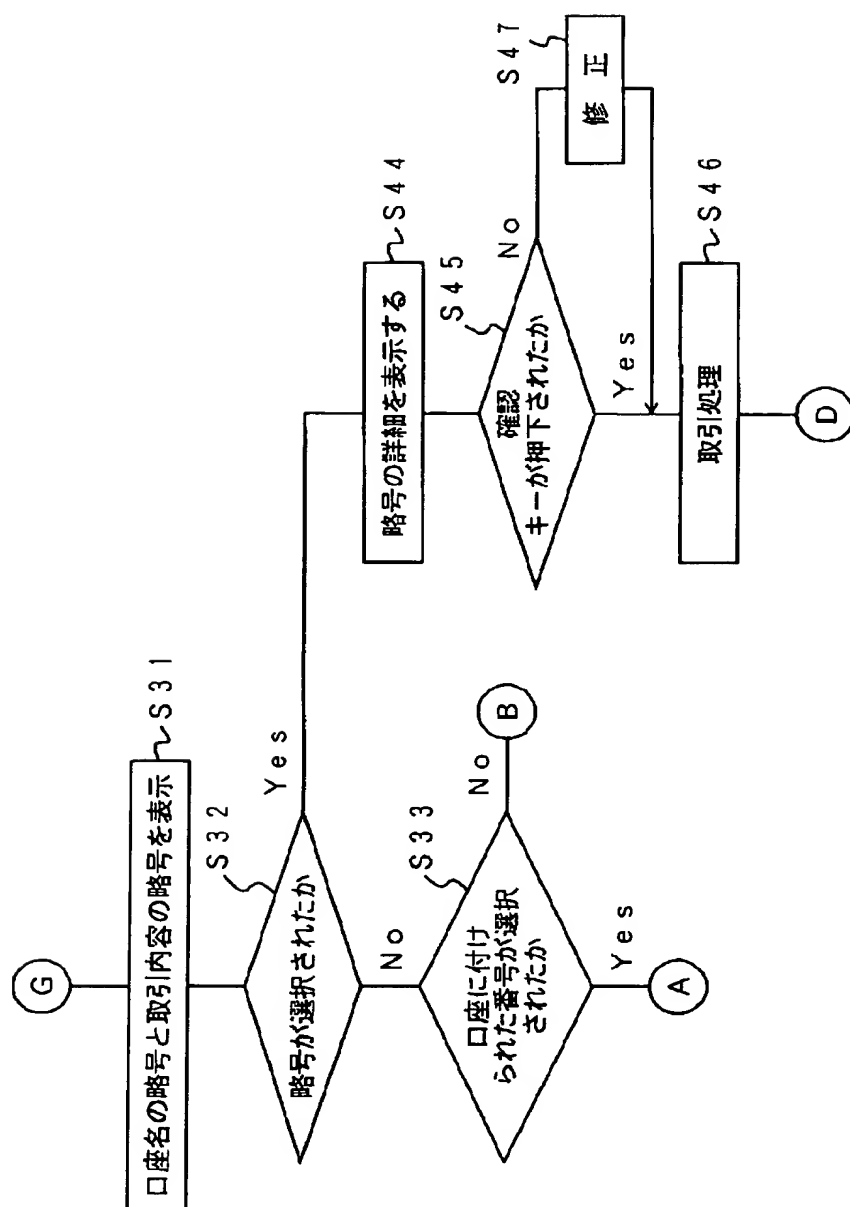 G
口座名の略号と取引内容の略号を表示
S31
略号が選択されたか
S32
Yes
No
口座に付け
られた番号が選択
されたか
S33
No
B
Yes
A
略号の詳細を表示する
S44
確認
キーが押下されたか
S45
No
修正
S47
Yes
取引処理
S46
D